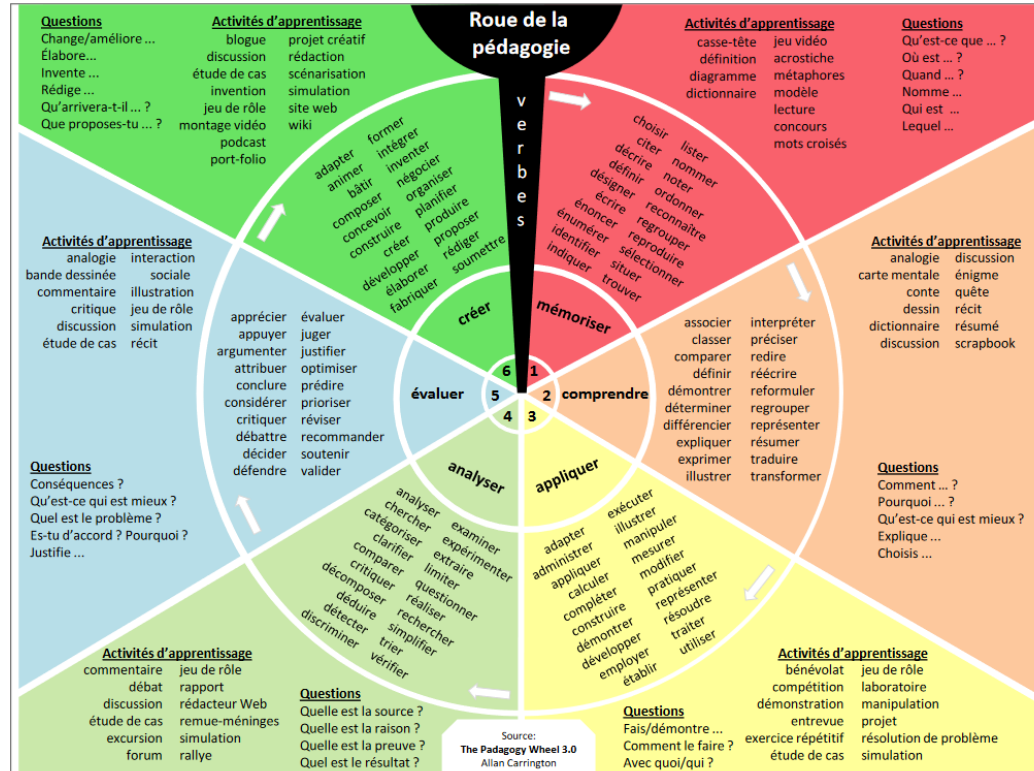 Roue de la
pédagogie
verbes
Questions
Change/améliore ...
Élabore...
Invente ...
Rédige ...
Qu'arrivera-t-il ... ?
Que proposes-tu ... ?
Activités d'apprentissage
blogue projet créatif
discussion rédaction
étude de cas scénarisation
invention simulation
jeu de rôle site web
montage vidéo wiki
podcast
port-folio
Activités d'apprentissage
casse-tête jeu vidéo
définition acrostiche
diagramme métaphores
dictionnaire modèle
lecture
concours
mots croisés
Questions
Qu'est-ce que ... ?
Où est ... ?
Quand ... ?
Nomme ...
Qui est ...
Lequel ...
adapter former
animer intégrer
bâtir inventer
composer négocier
concevoir organiser
construire planifier
créer produire
développer proposer
élaborer rédiger
fabriquer soumettre
créer
6
choisir lister
citer nommer
décrire noter
définir ordonner
désigner reconnaître
écrire regrouper
énoncer reproduire
énumérer sélectionner
identifier situer
indiquer trouver
mémoriser
1
Activités d'apprentissage
analogie interaction
bande dessinée sociale
commentaire illustration
critique jeu de rôle
discussion simulation
étude de cas récit
apprécier évaluer
appuyer juger
argumenter justifier
attribuer optimiser
conclure prédire
considérer prioriser
critiquer réviser
débattre recommander
décider soutenir
défendre valider
évaluer
5
Questions
Conséquences ?
Qu'est-ce qui est mieux ?
Quel est le problème ?
Es-tu d'accord ? Pourquoi ?
Justifie ...
2
comprendre
associer interpréter
classer préciser
comparer redire
définir réécrire
démontrer reformuler
déterminer regrouper
différencier représenter
expliquer résumer
exprimer traduire
illustrer transformer
Activités d'apprentissage
analogie discussion
carte mentale énigme
conte quête
dessin récit
dictionnaire résumé
discussion scrapbook
Questions
Comment ... ?
Pourquoi ... ?
Qu'est-ce qui est mieux ?
Explique ...
Choisis ...
4
analyser
analyser examiner
chercher expérimenter
catégoriser extraire
clarifier limiter
comparer questionner
critiquer réaliser
décomposer rechercher
déduire simplifier
détecter trier
discriminer vérifier
3
appliquer
adapter exécuter
administrer illustrer
appliquer manipuler
calculer mesurer
compléter modifier
construire pratiquer
démontrer représenter
développer résoudre
employer traiter
établir utiliser
Activités d'apprentissage
commentaire jeu de rôle
débat rapport
discussion rédacteur Web
étude de cas remue-méninges
excursion simulation
forum rallye
Questions
Quelle est la source ?
Quelle est la raison ?
Quelle est la preuve ?
Quel est le résultat ?
Source:
The Padagogy Wheel 3.0
Allan Carrington
Questions
Fais/démontre ...
Comment le faire ?
Avec quoi/qui ?
Activités d'apprentissage
bénévolat jeu de rôle
compétition laboratoire
démonstration manipulation
entrevue projet
exercice répétitif résolution de problème
étude de cas simulation